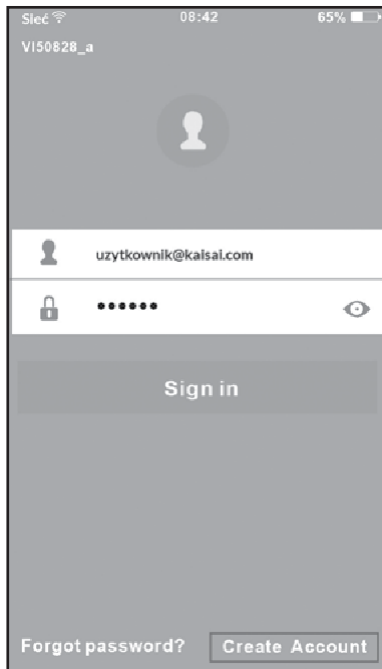 Sieć 08:42 65%
VI50828_a
uzytkownik@kaisai.com
••••••
Sign in
Forgot password? Create Account